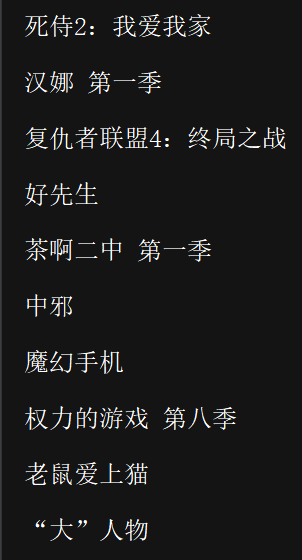 死侍2：我爱我家
汉娜 第一季
复仇者联盟4：终局之战
好先生
茶啊二中 第一季
中邪
魔幻手机
权力的游戏 第八季
老鼠爱上猫
“大”人物